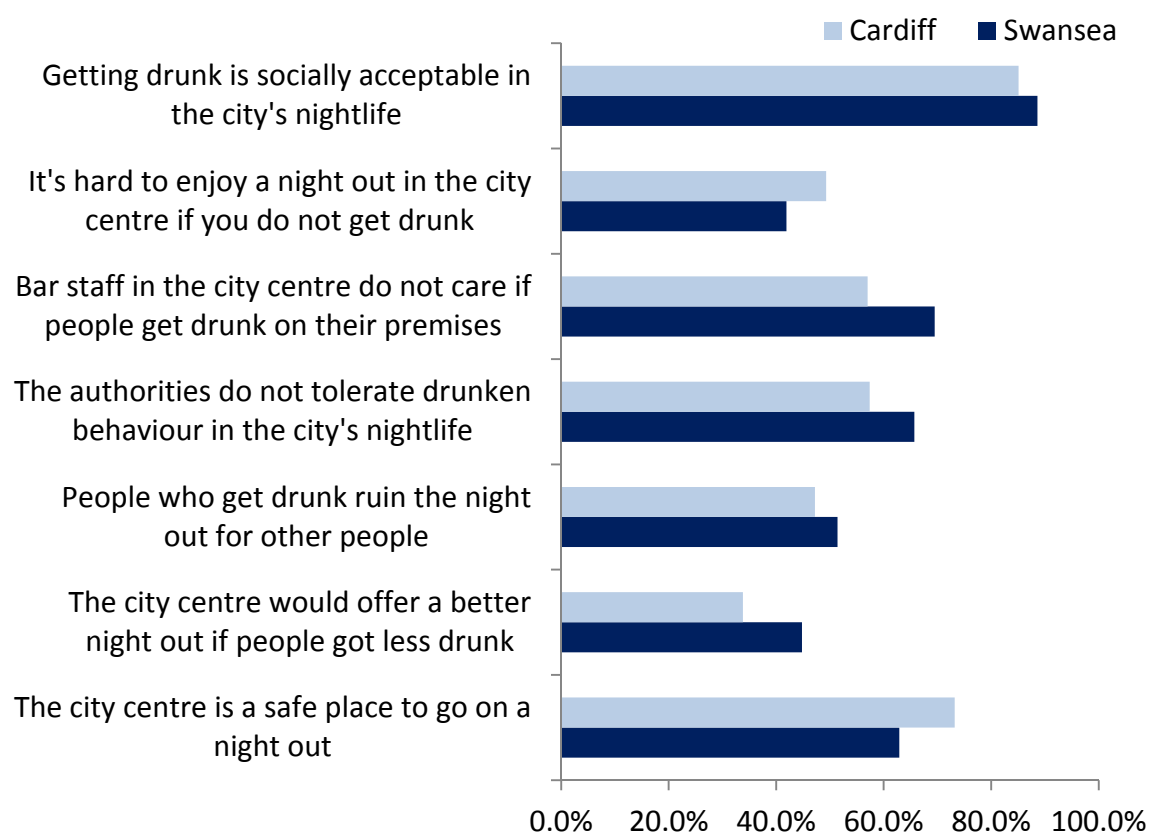 Cardiff Swansea
Getting drunk is socially acceptable in
the city's nightlife
It's hard to enjoy a night out in the city
centre if you do not get drunk
Bar staff in the city centre do not care if
people get drunk on their premises
The authorities do not tolerate drunken
behaviour in the city's nightlife
People who get drunk ruin the night
out for other people
The city centre would offer a better
night out if people got less drunk
The city centre is a safe place to go on a
night out
0.0% 20.0% 40.0% 60.0% 80.0% 100.0%